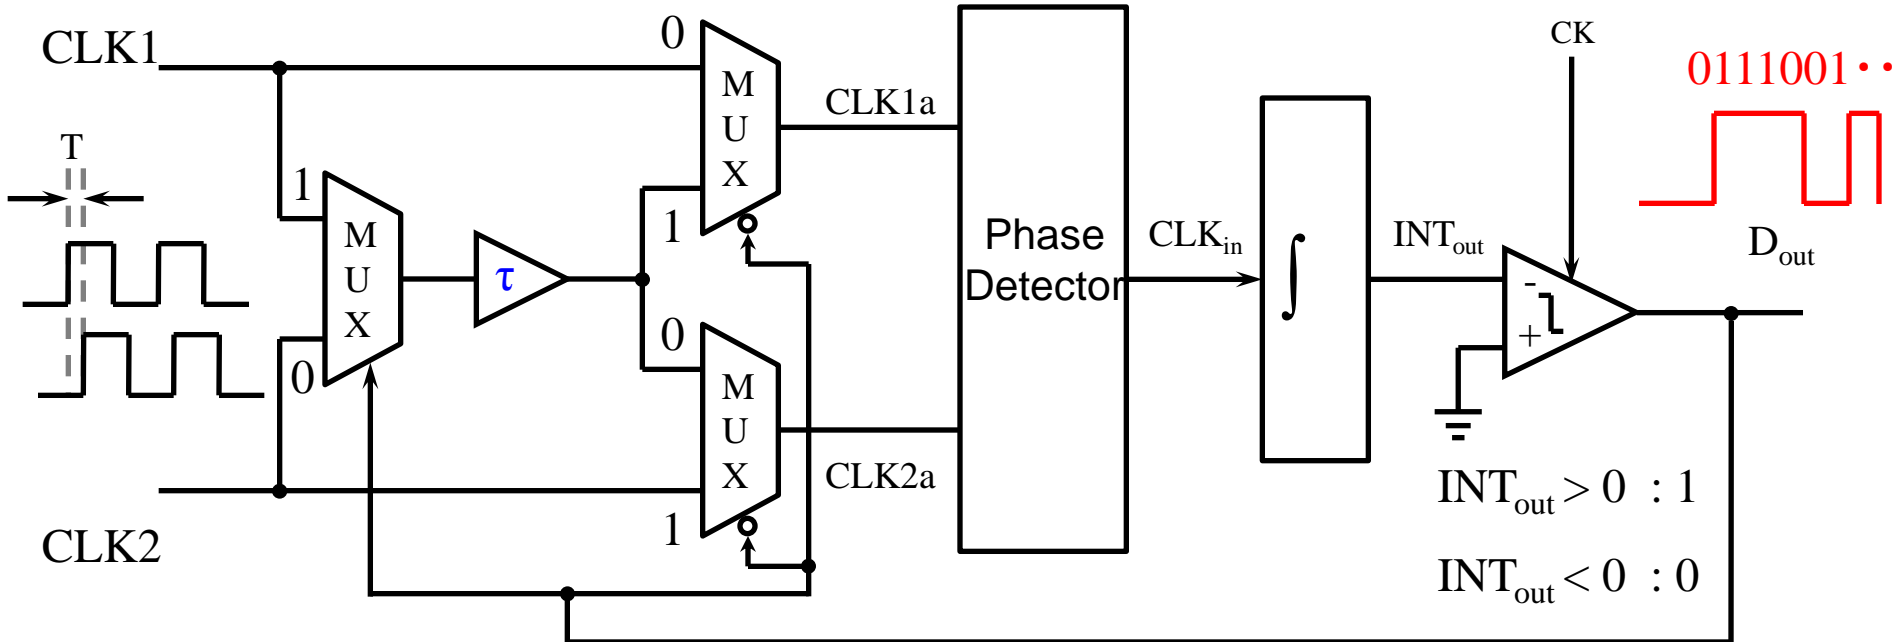 CLK1
CLK2
T
1
M
U
X
0
τ
0
M
U
X
1
0
M
U
X
1
CLK1a
CLK2a
Phase
Detector
CLKin
∫
INTout
CK
-
+
0111001··
Dout
INTout > 0 : 1
INTout < 0 : 0